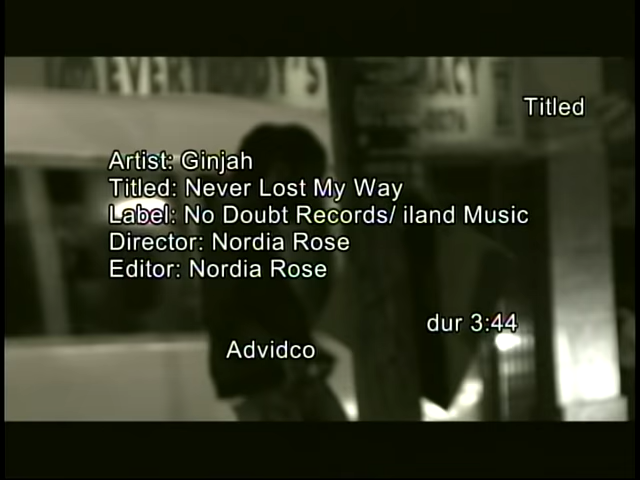 EVERYBODY'S
Titled
Artist: Ginjah
Titled: Never Lost My Way
Label: No Doubt Records/ iland Music
Director: Nordia Rose
Editor: Nordia Rose
dur 3:44
Advidco